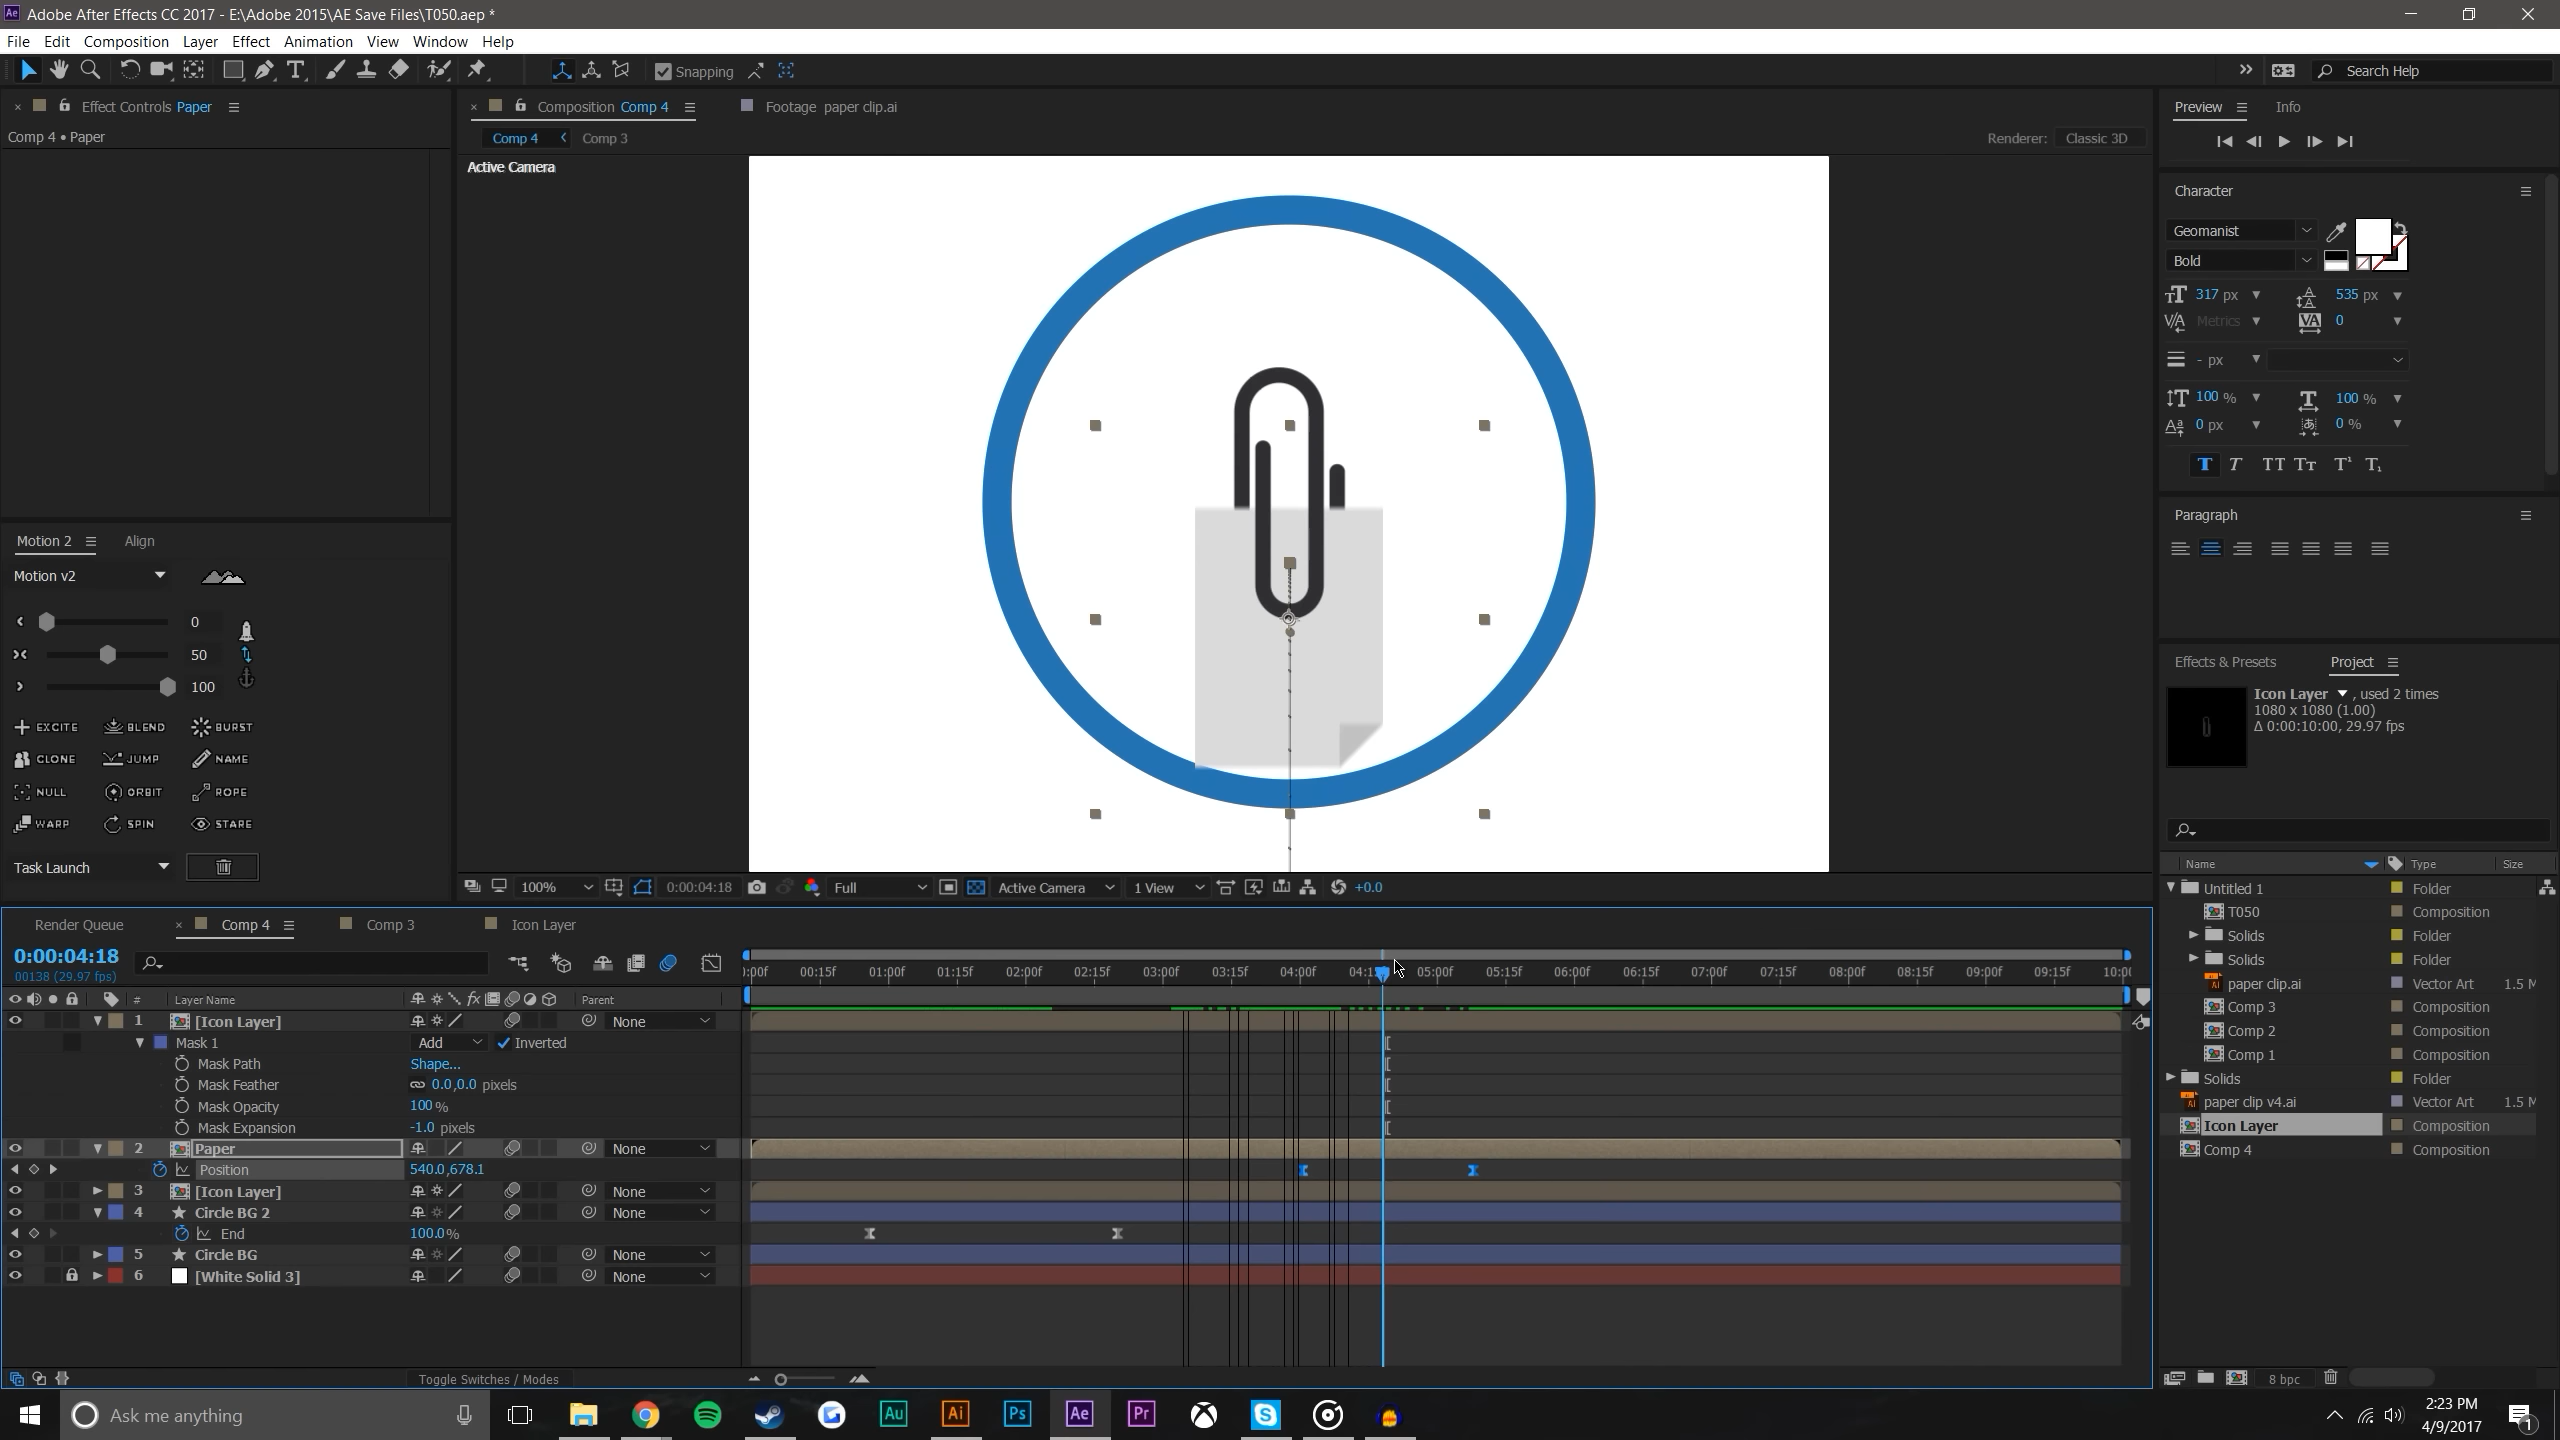 Ae Adobe After Effects CC 2017 - E:\Adobe 2015\AE Save Files\T050.aep *
File Edit Composition Layer Effect Animation View Window Help
Snapping
Search Help
Effect Controls Paper
Comp 4 • Paper
Composition Comp 4
Footage paper clip.ai
Comp 4 Comp 3
Renderer: Classic 3D
Active Camera
Preview Info
Character
Geomanist
Bold
317 px 535 px
Metrics 0
- px
100 % 100 %
0 px 0 %
Paragraph
Motion 2 Align
Motion v2
0
50
100
EXCITE BLEND BURST
CLONE JUMP NAME
NULL ORBIT ROPE
WARP SPIN STARE
Task Launch
100% 0:00:04:18 Full Active Camera 1 View +0.0
Effects & Presets Project
Icon Layer , used 2 times
1080 x 1080 (1.00)
Δ 0:00:10:00, 29.97 fps
Name Type Size
Untitled 1 Folder
T050 Composition
Solids Folder
Solids Folder
paper clip.ai Vector Art 1.5 M
Comp 3 Composition
Comp 2 Composition
Comp 1 Composition
Solids Folder
paper clip v4.ai Vector Art 1.5 M
Icon Layer Composition
Comp 4 Composition
8 bpc
Render Queue Comp 4 Comp 3 Icon Layer
0:00:04:18
00138 (29.97 fps)
):00f 00:15f 01:00f 01:15f 02:00f 02:15f 03:00f 03:15f 04:00f 04:15 05:00f 05:15f 06:00f 06:15f 07:00f 07:15f 08:00f 08:15f 09:00f 09:15f 10:0
# Layer Name Parent
1 [Icon Layer] None
Mask 1 Add Inverted
Mask Path Shape...
Mask Feather 0.0,0.0 pixels
Mask Opacity 100 %
Mask Expansion -1.0 pixels
2 Paper None
Position 540.0,678.1
3 [Icon Layer] None
4 Circle BG 2 None
End 100.0%
5 Circle BG None
6 [White Solid 3] None
Toggle Switches / Modes
Ask me anything
Au Ai Ps Ae Pr
2:23 PM
4/9/2017
1